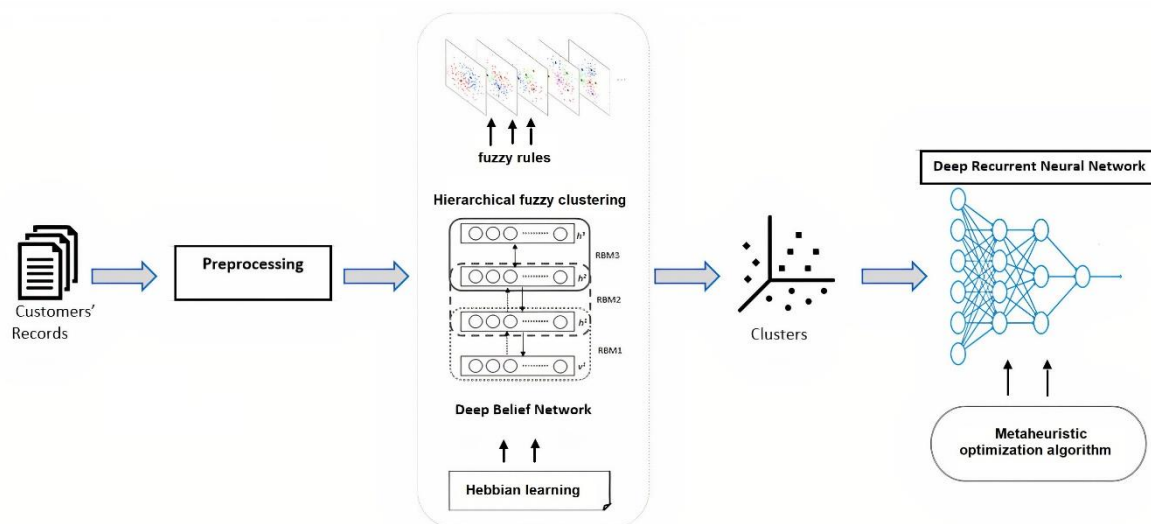 fuzzy rules
Hierarchical fuzzy clustering
h³
RBM3
h²
RBM2
h¹
RBM1
v¹
Deep Belief Network
Hebbian learning
Customers'
Records
Preprocessing
Clusters
Deep Recurrent Neural Network
Metaheuristic
optimization algorithm